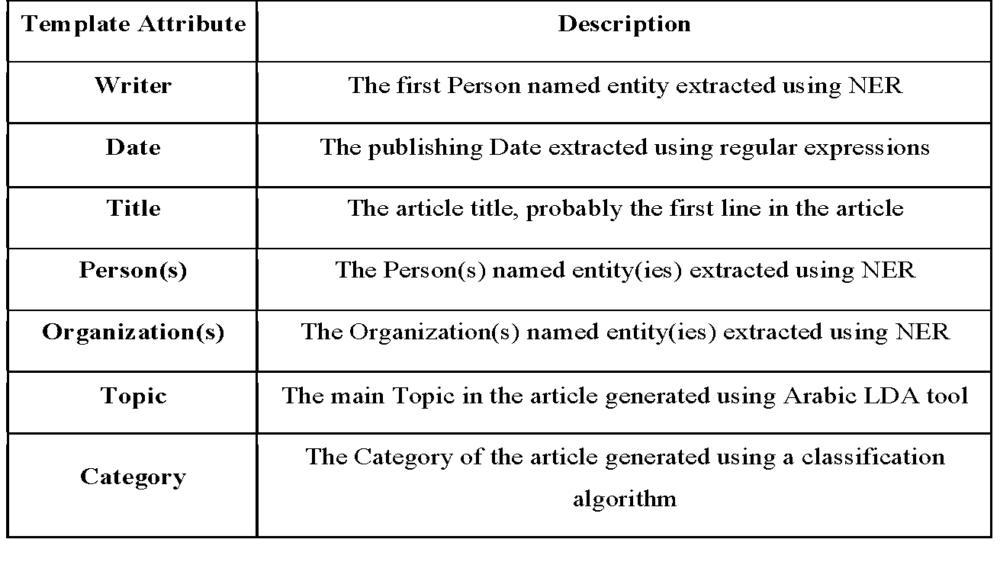 Template Attribute Description
Writer The first Person named entity extracted using NER
Date The publishing Date extracted using regular expressions
Title The article title, probably the first line in the article
Person(s) The Person(s) named entity(ies) extracted using NER
Organization(s) The Organization(s) named entity(ies) extracted using NER
Topic The main Topic in the article generated using Arabic LDA tool
Category The Category of the article generated using a classification
algorithm